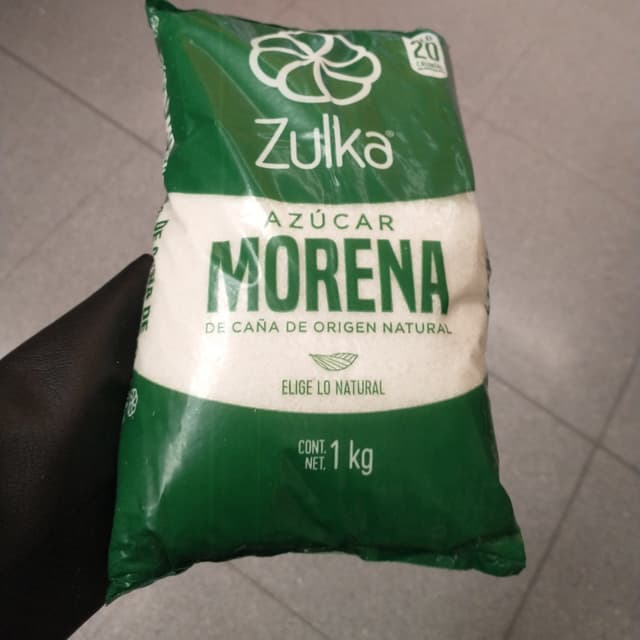 20
Zulka®
AZÚCAR
MORENA
DE CAÑA DE ORIGEN NATURAL
ELIGE LO NATURAL
CONT.
NET. 1 kg